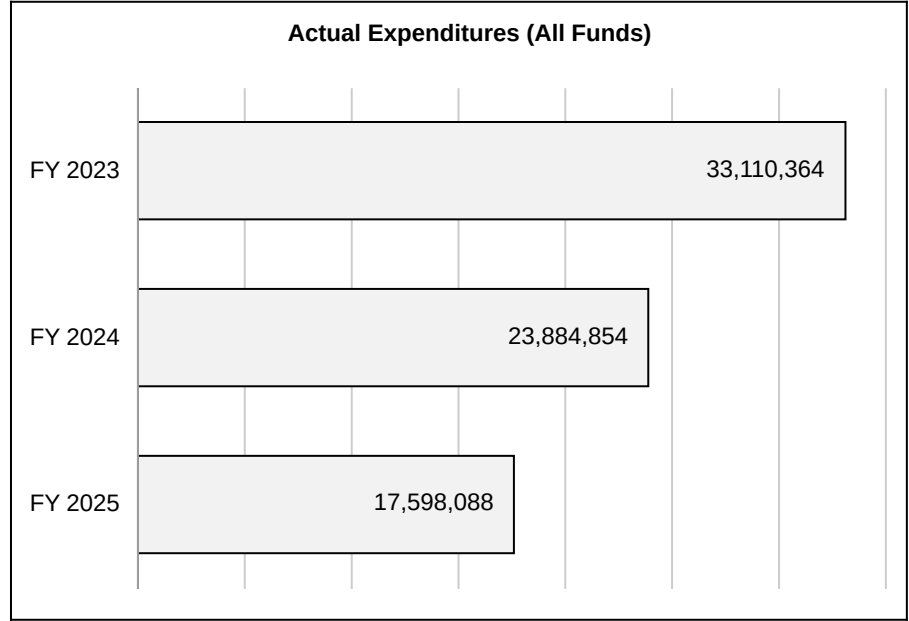 Actual Expenditures (All Funds)
FY 2023 33,110,364
FY 2024 23,884,854
FY 2025 17,598,088